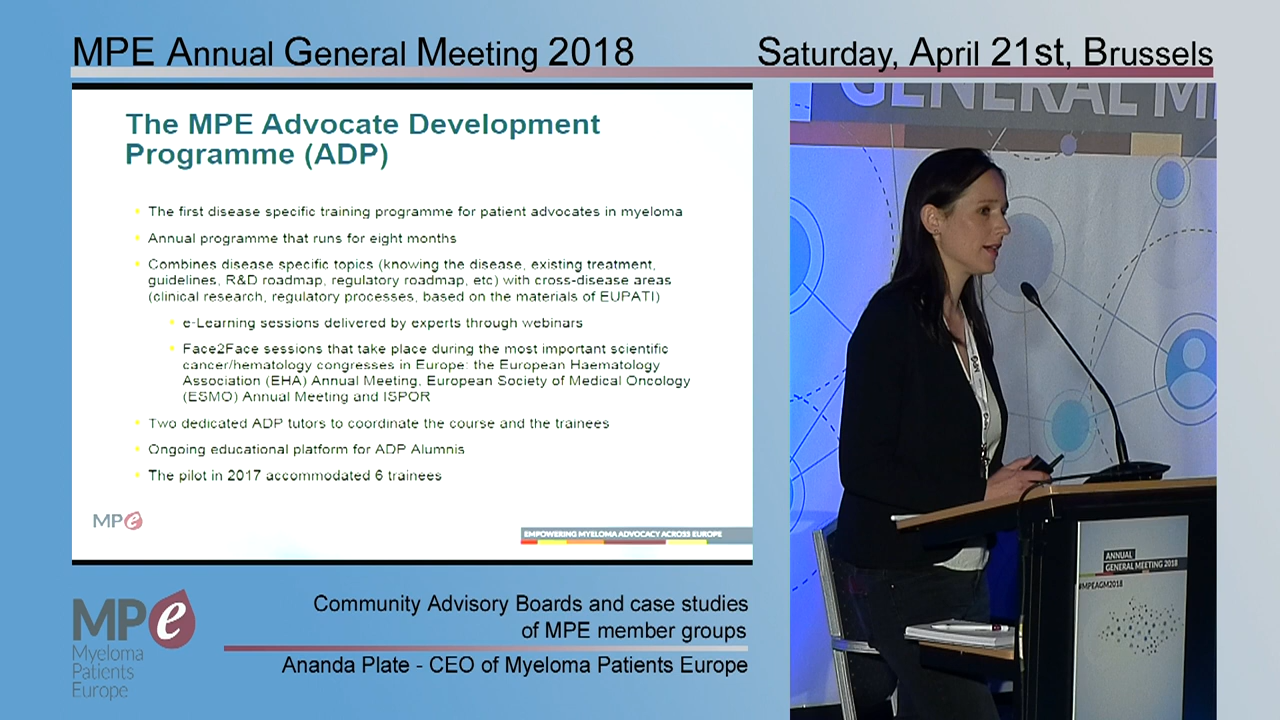 MPE Annual General Meeting 2018
Saturday, April 21st, Brussels
The MPE Advocate Development
Programme (ADP)
The first disease specific training programme for patient advocates in myeloma
Annual programme that runs for eight months
Combines disease specific topics (knowing the disease, existing treatment,
guidelines, R&D roadmap, regulatory roadmap, etc) with cross-disease areas
(clinical research, regulatory processes, based on the materials of EUPATI)
e-Learning sessions delivered by experts through webinars
Face2Face sessions that take place during the most important scientific
cancer/hematology congresses in Europe: the European Haematology
Association (EHA) Annual Meeting, European Society of Medical Oncology
(ESMO) Annual Meeting and ISPOR
Two dedicated ADP tutors to coordinate the course and the trainees
Ongoing educational platform for ADP Alumnis
The pilot in 2017 accommodated 6 trainees
MPe
EMPOWERING MYELOMA ADVOCACY ACROSS EUROPE
GENERAL M
ANNUAL
GENERAL MEETING 2018
#MPEAGM2018
MPe
Myeloma
Patients
Europe
Community Advisory Boards and case studies
of MPE member groups
Ananda Plate - CEO of Myeloma Patients Europe